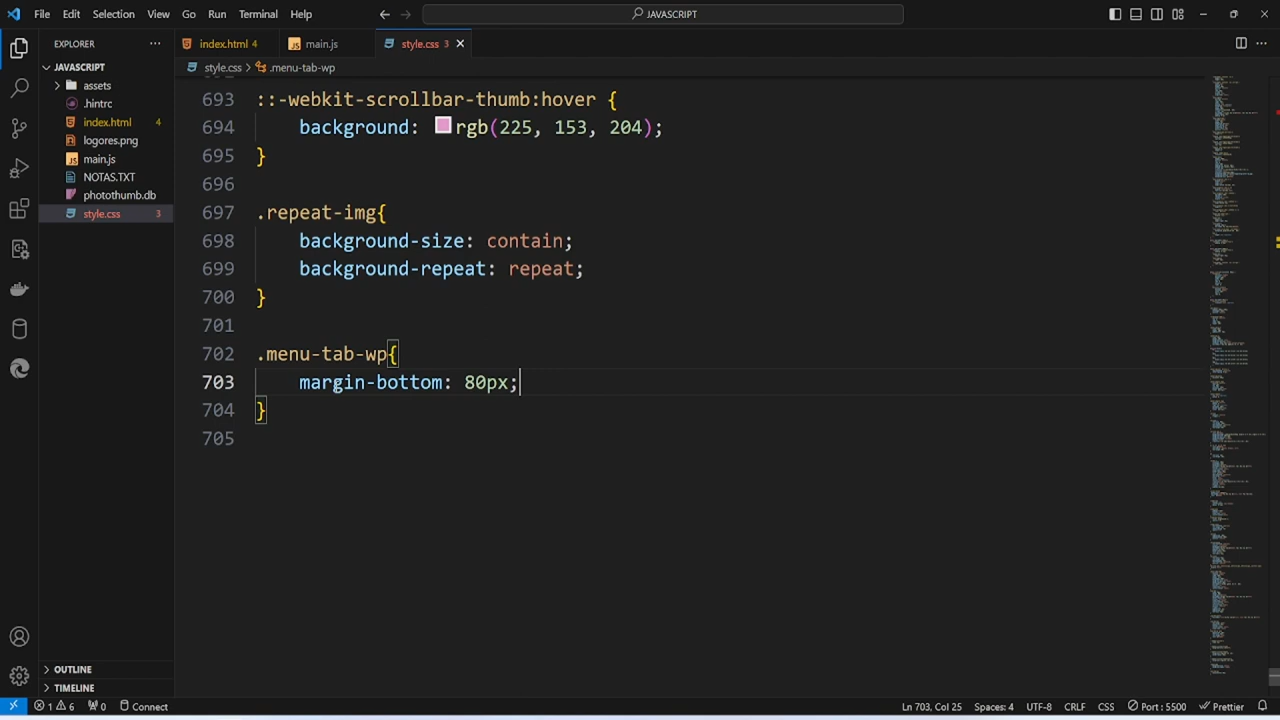 File Edit Selection View Go Run Terminal Help
JAVASCRIPT
EXPLORER
index.html 4
main.js
style.css 3
JAVASCRIPT
style.css > .menu-tab-wp
assets
.hintrc
index.html 4
logores.png
main.js
NOTAS.TXT
photothumb.db
style.css 3
693 ::-webkit-scrollbar-thumb:hover {
694 background: rgb(225, 153, 204);
695 }
696
697 .repeat-img{
698 background-size: contain;
699 background-repeat: repeat;
700 }
701
702 .menu-tab-wp{
703 margin-bottom: 80px;
704 }
705
OUTLINE
TIMELINE
1 6 0 Connect Ln 703, Col 25 Spaces: 4 UTF-8 CRLF CSS Port : 5500 Prettier